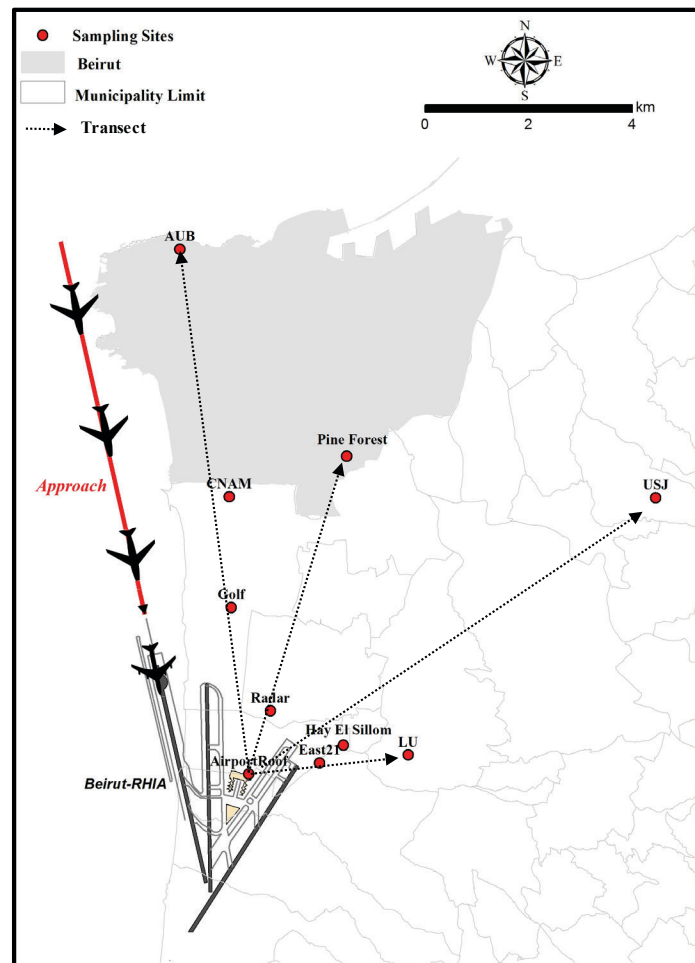 Sampling Sites
Beirut
Municipality Limit
Transect
N
W E
S
km
0 2 4
AUB
Pine Forest
Approach
CNAM
USJ
Golf
Radar
Hay El Sillom
East21
LU
AirportRoof
Beirut-RHIA